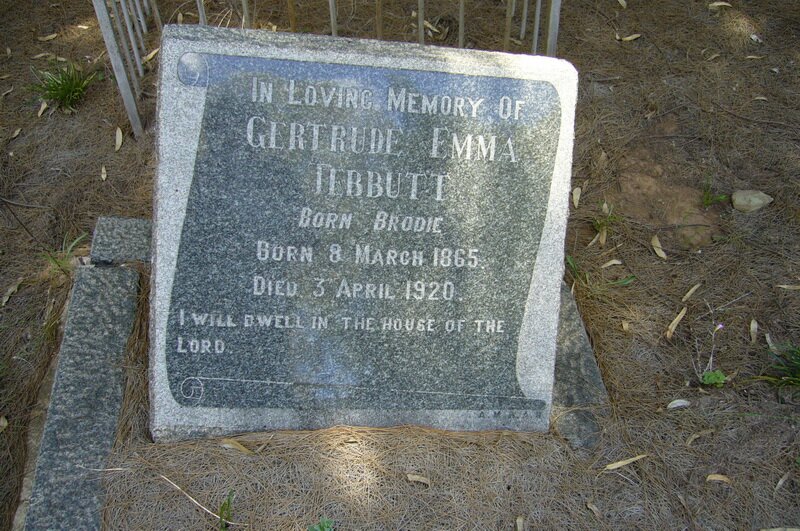 In Loving Memory Of
Gertrude Emma
Tebbutt
Born Brodie
Born 8 March 1865.
Died 3 April 1920.
I will dwell in the house of the
Lord.